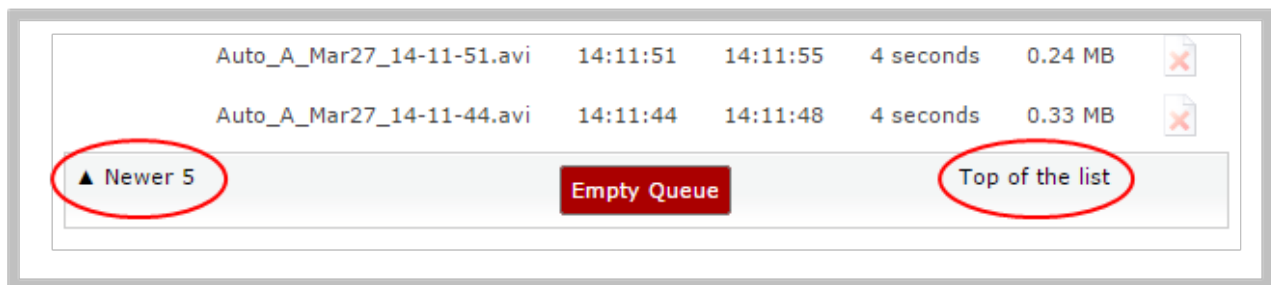 Auto_A_Mar27_14-11-51.avi 14:11:51 14:11:55 4 seconds 0.24 MB
Auto_A_Mar27_14-11-44.avi 14:11:44 14:11:48 4 seconds 0.33 MB
▲ Newer 5 Empty Queue Top of the list